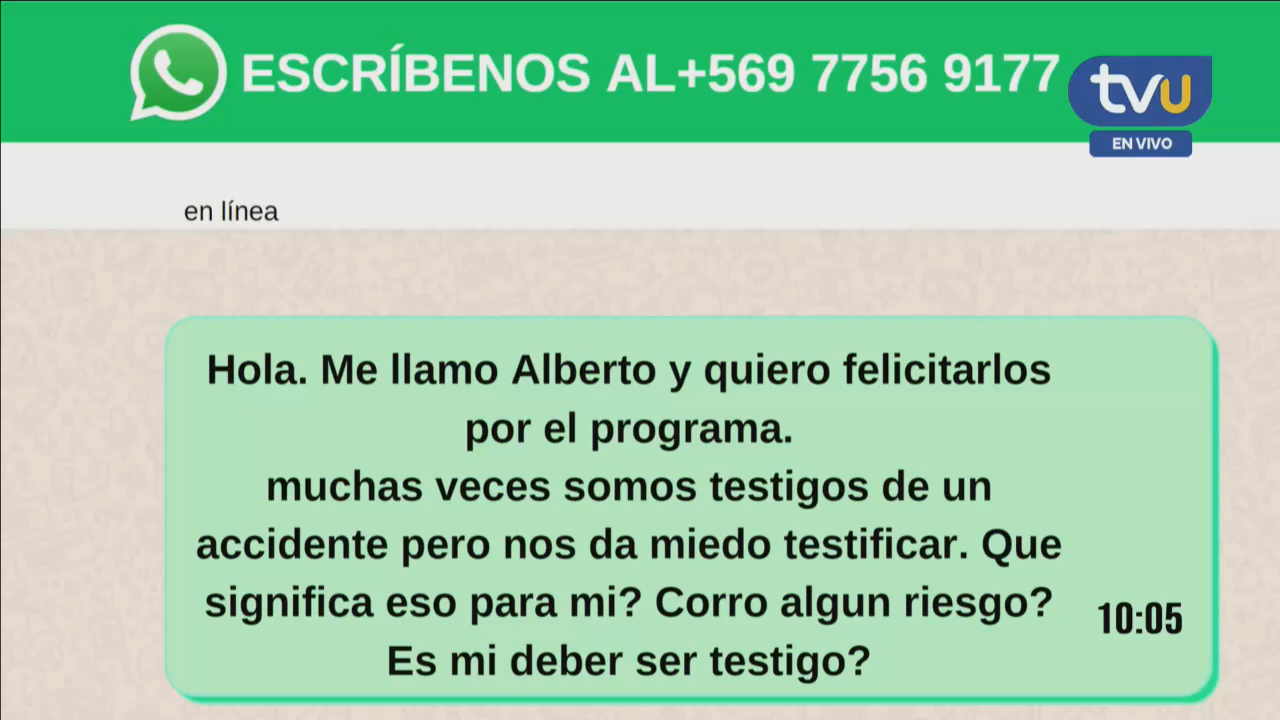 ESCRÍBENOS AL+569 7756 9177
tvu
EN VIVO
en línea
Hola. Me llamo Alberto y quiero felicitarlos
por el programa.
muchas veces somos testigos de un
accidente pero nos da miedo testificar. Que
significa eso para mi? Corro algun riesgo?
Es mi deber ser testigo?
10:05